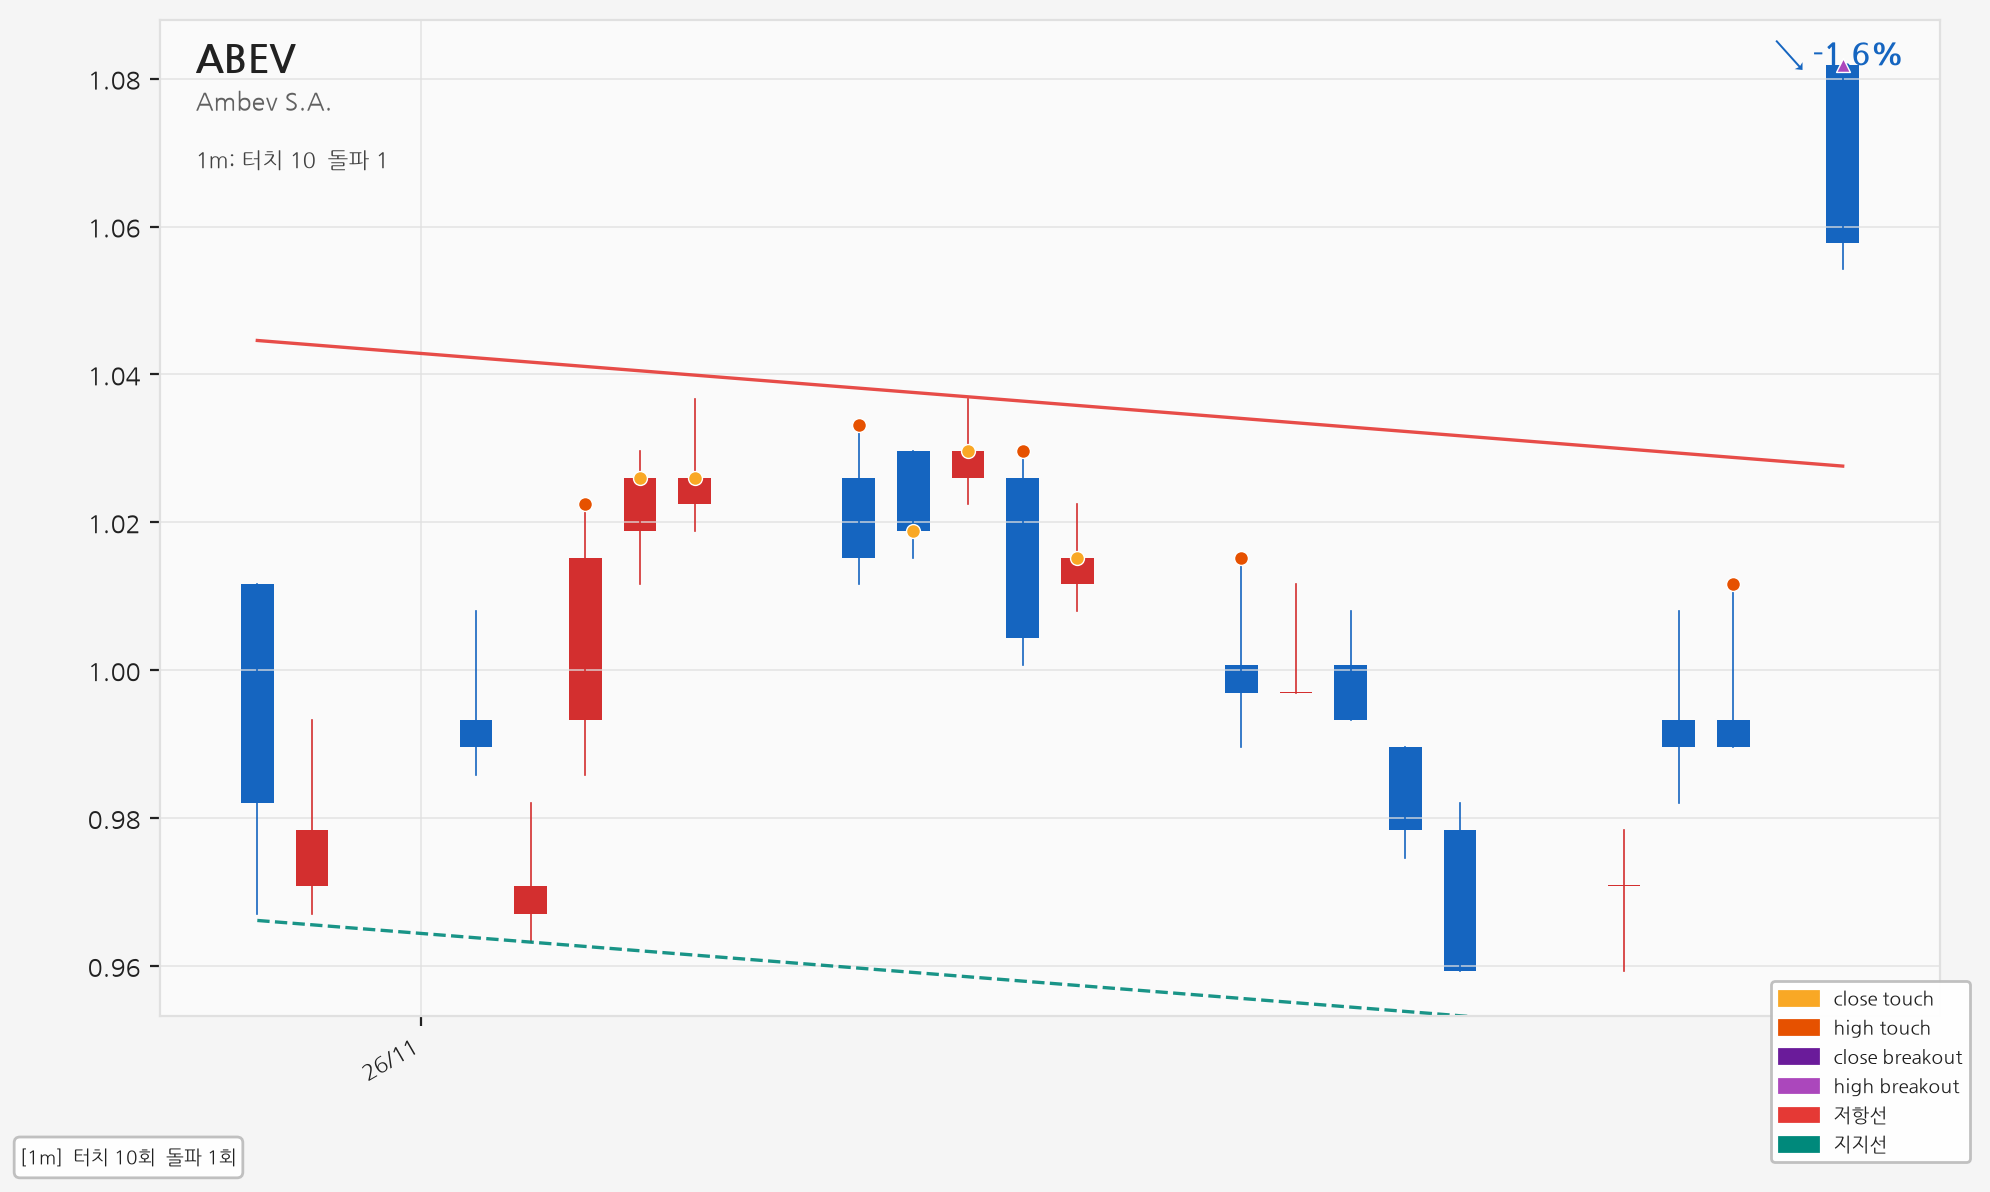 ABEV
Ambev S.A.
1m: 터치 10 돌파 1
-1.6%
1.08
1.06
1.04
1.02
1.00
0.98
0.96
26/11
close touch
high touch
close breakout
high breakout
저항선
지지선
[1m] 터치 10회 돌파 1회